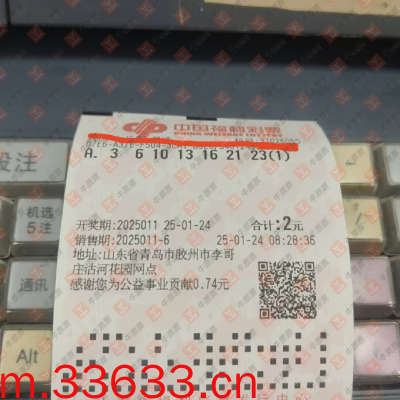 中国福利彩票
CHINA WELFARE LOTTERY
A. 3 6 10 13 16 21 23(1)
投注
开奖期:2025011 25-01-24 合计:2元
机选
5注
销售期:2025011-6 25-01-24 08:28:36
地址:山东省青岛市胶州市李哥
庄沽河花园网点
通讯
感谢您为公益事业贡献0.74元
Alt
m.33633.cn